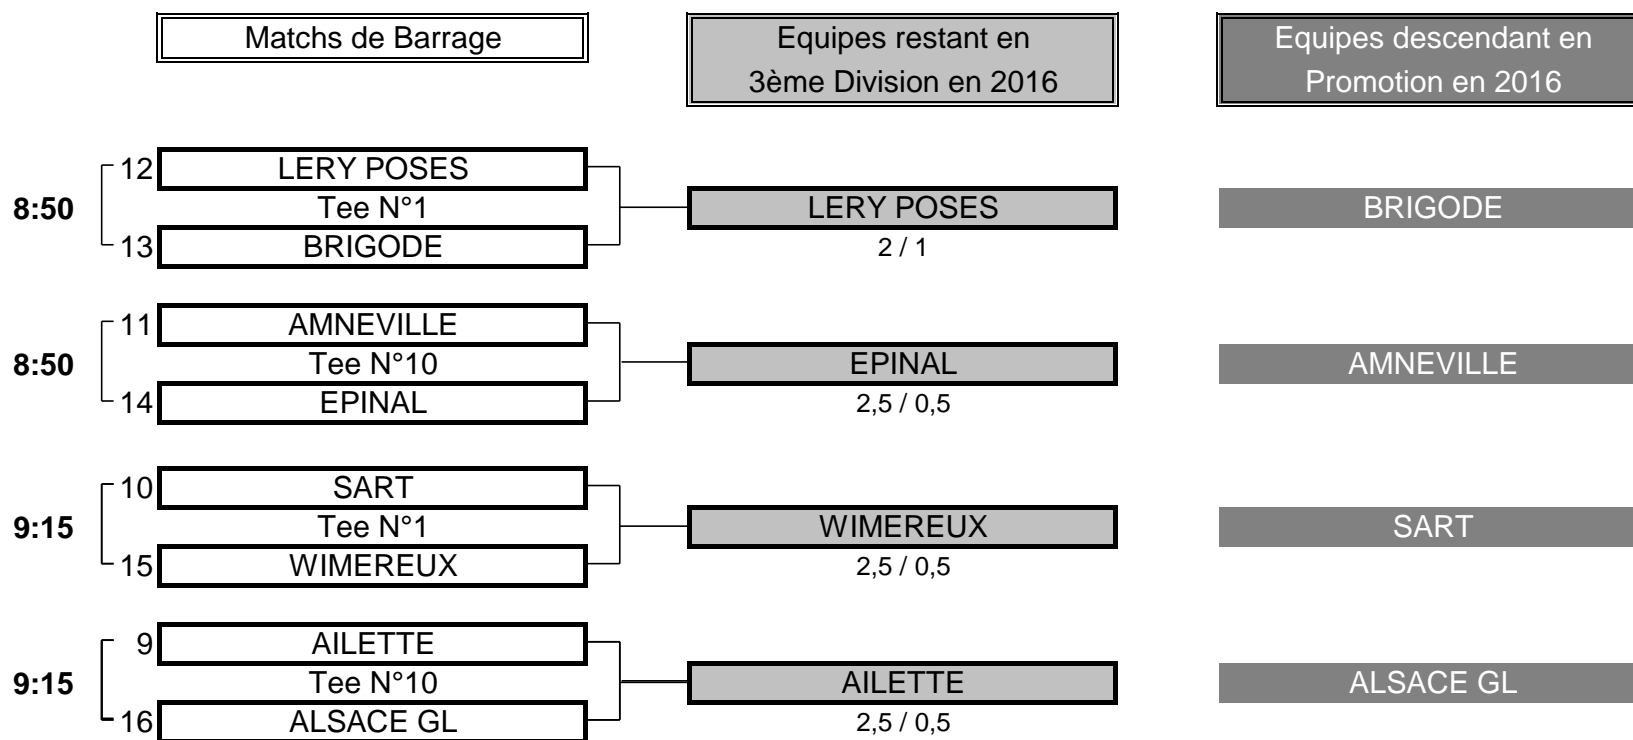 Matchs de Barrage
Equipes restant en
3ème Division en 2016
Equipes descendant en
Promotion en 2016
12 LERY POSES
8:50 Tee N°1 LERY POSES BRIGODE
13 BRIGODE 2 / 1
11 AMNEVILLE
8:50 Tee N°10 EPINAL AMNEVILLE
14 EPINAL 2,5 / 0,5
10 SART
9:15 Tee N°1 WIMEREUX SART
15 WIMEREUX 2,5 / 0,5
9 AILETTE
9:15 Tee N°10 AILETTE ALSACE GL
16 ALSACE GL 2,5 / 0,5